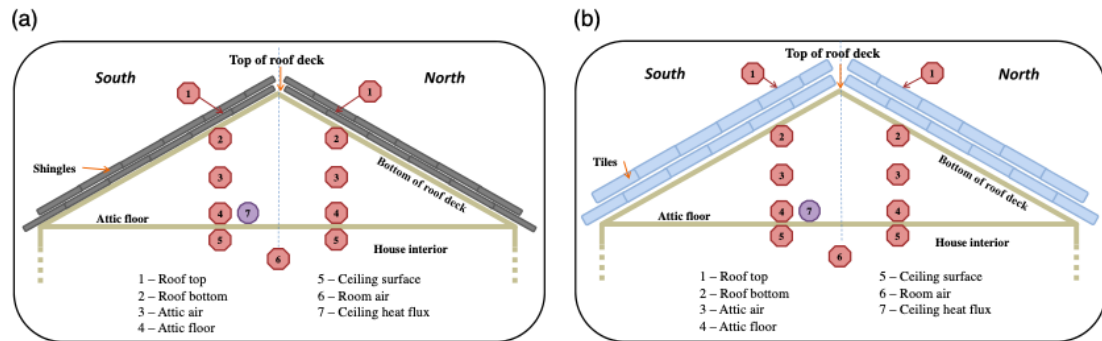 (a)
Top of roof deck
South
North
1
1
2
2
Shingles
3
3
Bottom of roof deck
Attic floor
4
7
4
5
5
House interior
6
1 – Roof top
2 – Roof bottom
3 – Attic air
4 – Attic floor
5 – Ceiling surface
6 – Room air
7 – Ceiling heat flux
(b)
Top of roof deck
South
North
1
1
2
2
Tiles
3
3
Bottom of roof deck
Attic floor
4
7
4
5
5
House interior
6
1 – Roof top
2 – Roof bottom
3 – Attic air
4 – Attic floor
5 – Ceiling surface
6 – Room air
7 – Ceiling heat flux